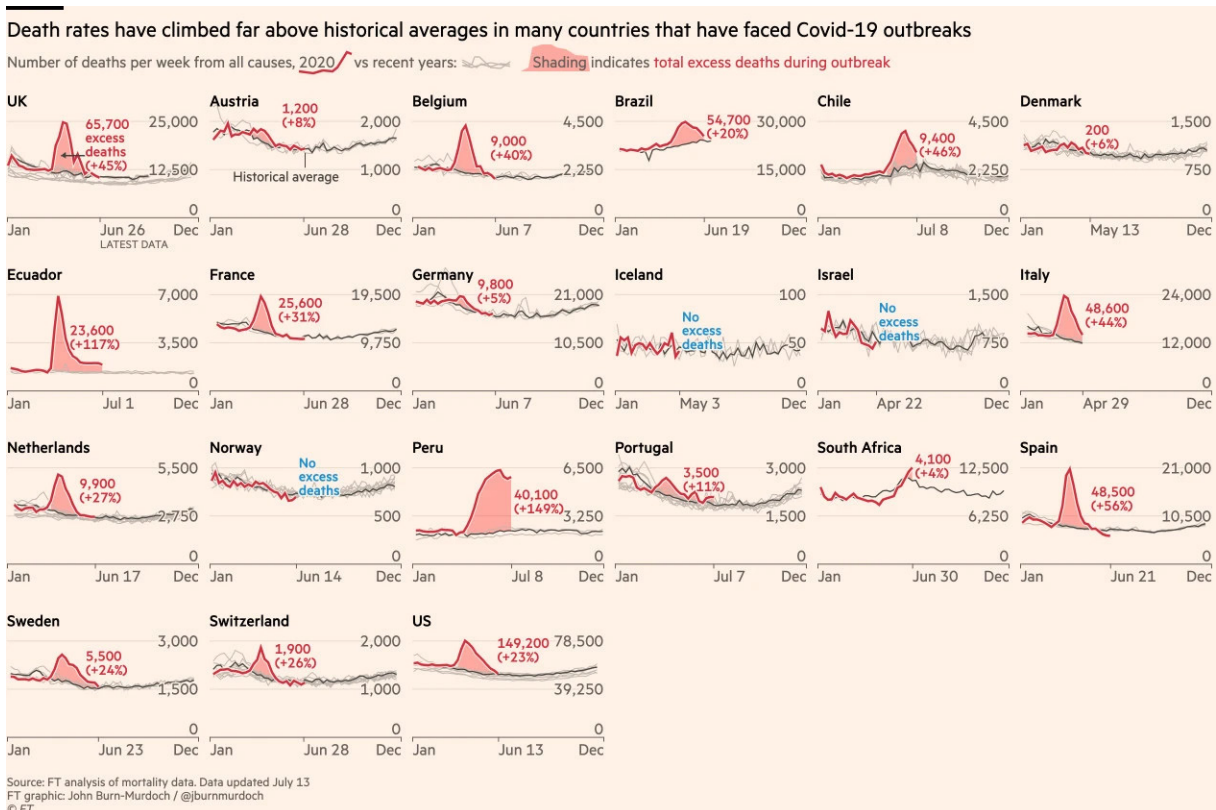 Death rates have climbed far above historical averages in many countries that have faced Covid-19 outbreaks
Number of deaths per week from all causes, 2020 vs recent years: Shading indicates total excess deaths during outbreak
UK
25,000
65,700
excess
deaths
(+45%)
12,500
0
Jan Jun 26 Dec
LATEST DATA
Austria
1,200
(+8%)
2,000
1,000
Historical average
0
Jan Jun 28 Dec
Belgium
4,500
9,000
(+40%)
2,250
0
Jan Jun 7 Dec
Brazil
54,700
(+20%)
30,000
15,000
0
Jan Jun 19 Dec
Chile
4,500
9,400
(+46%)
2,250
0
Jan Jul 8 Dec
Denmark
1,500
200
(+6%)
750
0
Jan May 13 Dec
Ecuador
7,000
23,600
(+117%)
3,500
0
Jan Jul 1 Dec
France
19,500
25,600
(+31%)
9,750
0
Jan Jun 28 Dec
Germany
9,800
(+5%)
21,000
10,500
0
Jan Jun 7 Dec
Iceland
100
No
excess
deaths
50
0
Jan May 3 Dec
Israel
1,500
No
excess
deaths
750
0
Jan Apr 22 Dec
Italy
24,000
48,600
(+44%)
12,000
0
Jan Apr 29 Dec
Netherlands
5,500
9,900
(+27%)
2,750
0
Jan Jun 17 Dec
Norway
No
excess
deaths
1,000
500
0
Jan Jun 14 Dec
Peru
6,500
40,100
(+149%)
3,250
0
Jan Jul 8 Dec
Portugal
3,000
3,500
(+11%)
1,500
0
Jan Jul 7 Dec
South Africa
4,100
(+4%)
12,500
6,250
0
Jan Jun 30 Dec
Spain
21,000
48,500
(+56%)
10,500
0
Jan Jun 21 Dec
Sweden
3,000
5,500
(+24%)
1,500
0
Jan Jun 23 Dec
Switzerland
2,000
1,900
(+26%)
1,000
0
Jan Jun 28 Dec
US
149,200
(+23%)
78,500
39,250
0
Jan Jun 13 Dec
Source: FT analysis of mortality data. Data updated July 13
FT graphic: John Burn-Murdoch / @jburnmurdoch
© FT